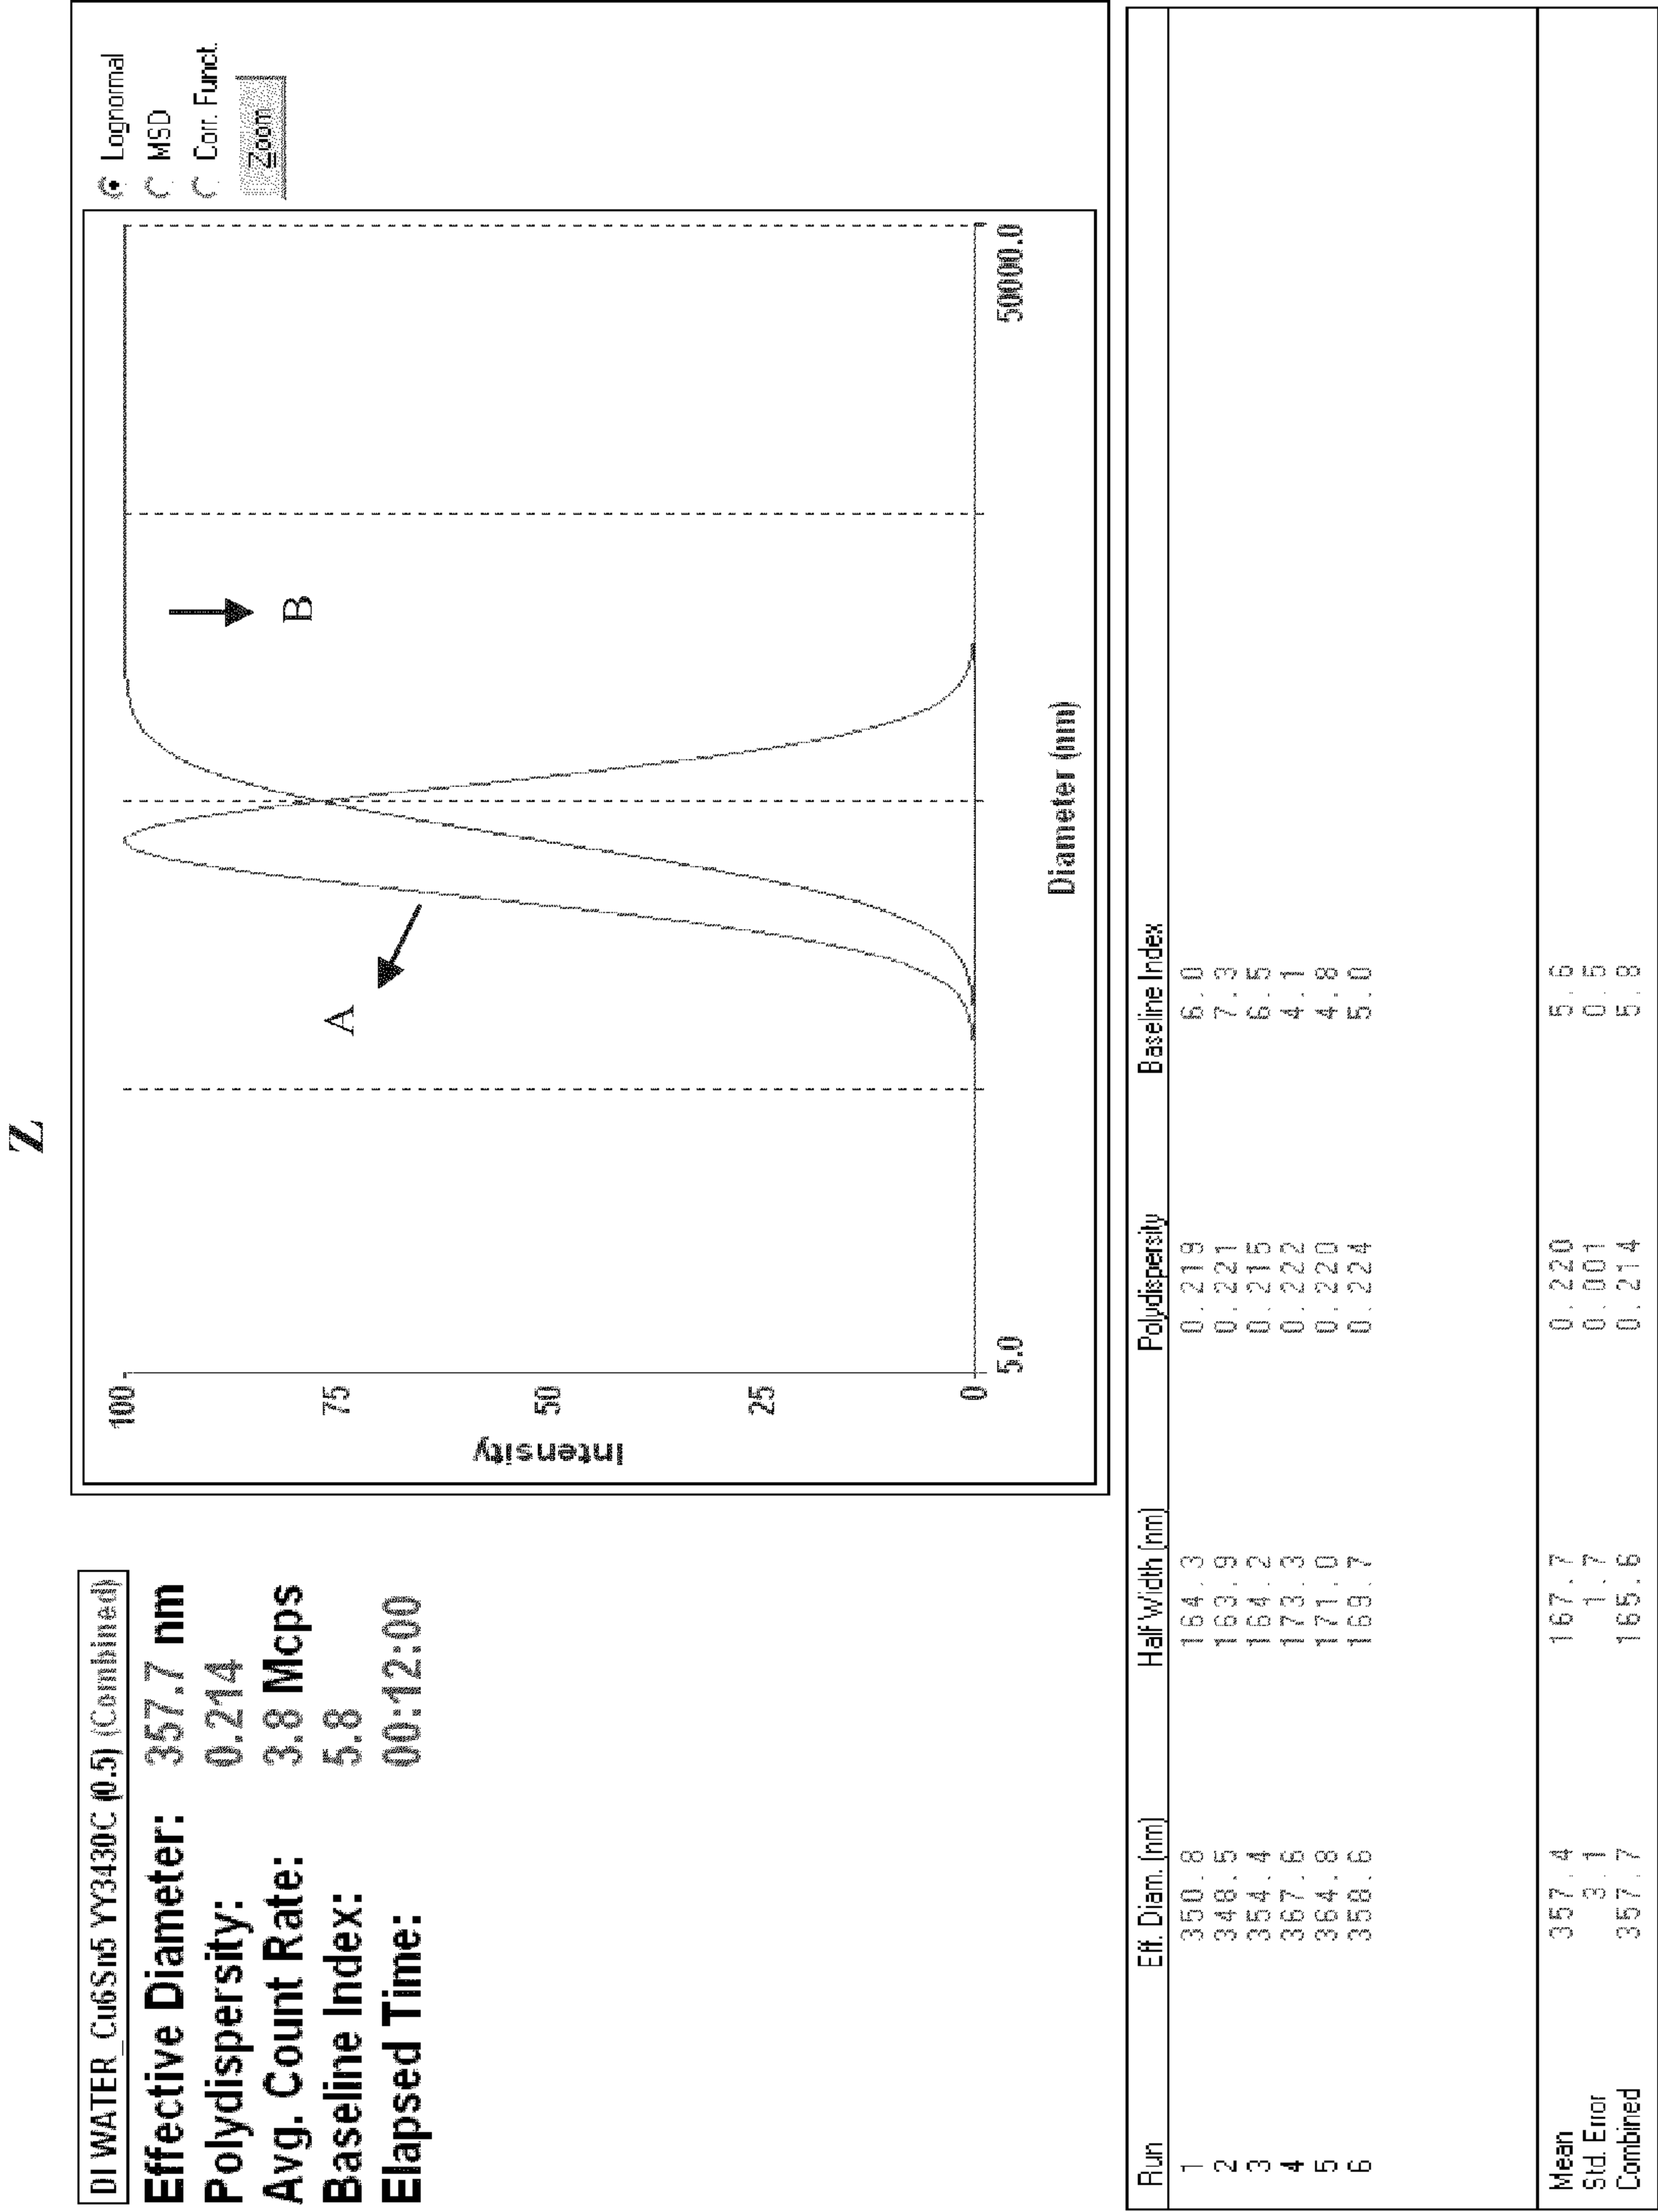 Z
DI WATER_Cu6Sn5 YY3430C (0.5) (Combined)
Effective Diameter: 357.7 nm
Polydispersity: 0.214
Avg. Count Rate: 3.8 Mcps
Baseline Index: 5.8
Elapsed Time: 00:12:00
100
75
50
25
0
Intensity
A
B
5.0
50000.0
Diameter (nm)
Lognormal
MSD
Corr. Funct.
Zoom
Run Eff. Diam. (nm) Half Width (nm) Polydispersity Baseline Index
1 350.8 164.3 0.219 6.0
2 348.5 163.9 0.221 7.3
3 354.4 164.2 0.215 6.5
4 367.6 173.3 0.222 4.1
5 364.8 171.0 0.220 4.8
6 358.6 169.7 0.224 5.0
Mean 357.4 167.7 0.220 5.6
Std. Error 3.1 1.7 0.001 0.5
Combined 357.7 165.6 0.214 5.8